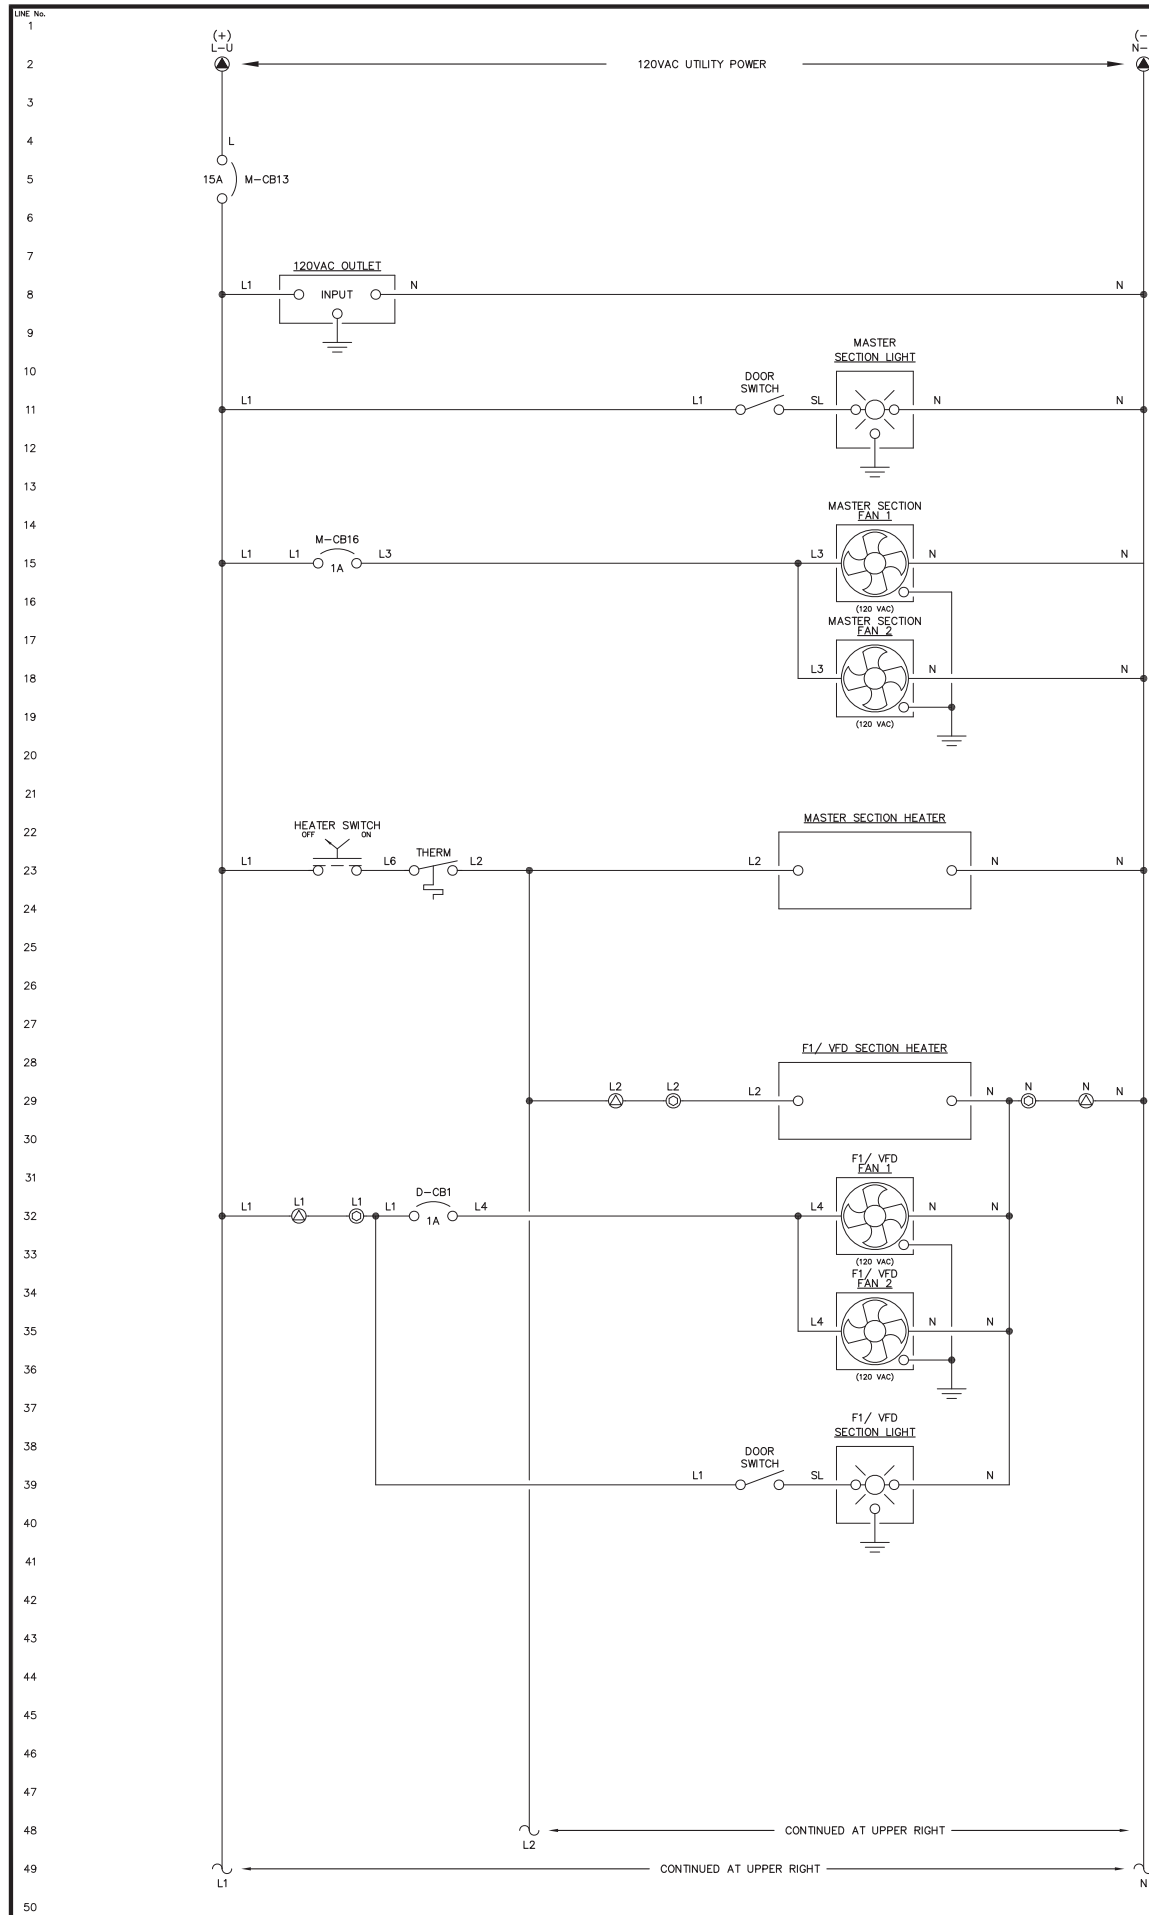 LINE No.
1
(+)
L-U
(-
N-
2
120VAC UTILITY POWER
3
4
L
5
15A
M-CB13
6
7
120VAC OUTLET
8
L1
INPUT
N
N
9
MASTER
SECTION LIGHT
10
DOOR
SWITCH
11
L1
L1
SL
N
N
12
13
14
MASTER SECTION
FAN 1
M-CB16
15
L1
L1
1A
L3
L3
N
N
16
(120 VAC)
17
MASTER SECTION
FAN 2
18
L3
N
N
19
(120 VAC)
20
21
22
HEATER SWITCH
OFF
ON
MASTER SECTION HEATER
THERM
23
L1
L6
L2
L2
N
N
24
25
26
27
28
F1/ VFD SECTION HEATER
29
L2
L2
L2
N
N
N
N
30
31
F1/ VFD
FAN 1
D-CB1
32
L1
L1
L1
L1
1A
L4
L4
N
N
33
(120 VAC)
34
F1/ VFD
FAN 2
35
L4
N
N
36
(120 VAC)
37
F1/ VFD
SECTION LIGHT
38
DOOR
SWITCH
39
L1
SL
N
40
41
42
43
44
45
46
47
48
L2
CONTINUED AT UPPER RIGHT
49
L1
CONTINUED AT UPPER RIGHT
N
50